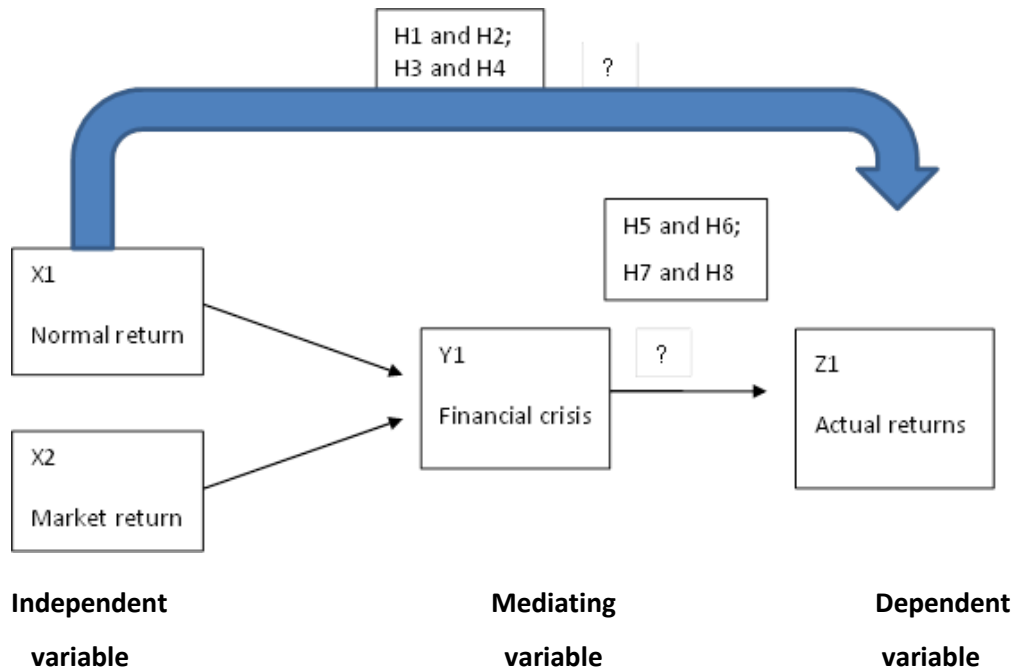 H1 and H2;
H3 and H4
?
H5 and H6;
H7 and H8
X1
Normal return
Y1
Financial crisis
?
Z1
Actual returns
X2
Market return
Independent
variable
Mediating
variable
Dependent
variable